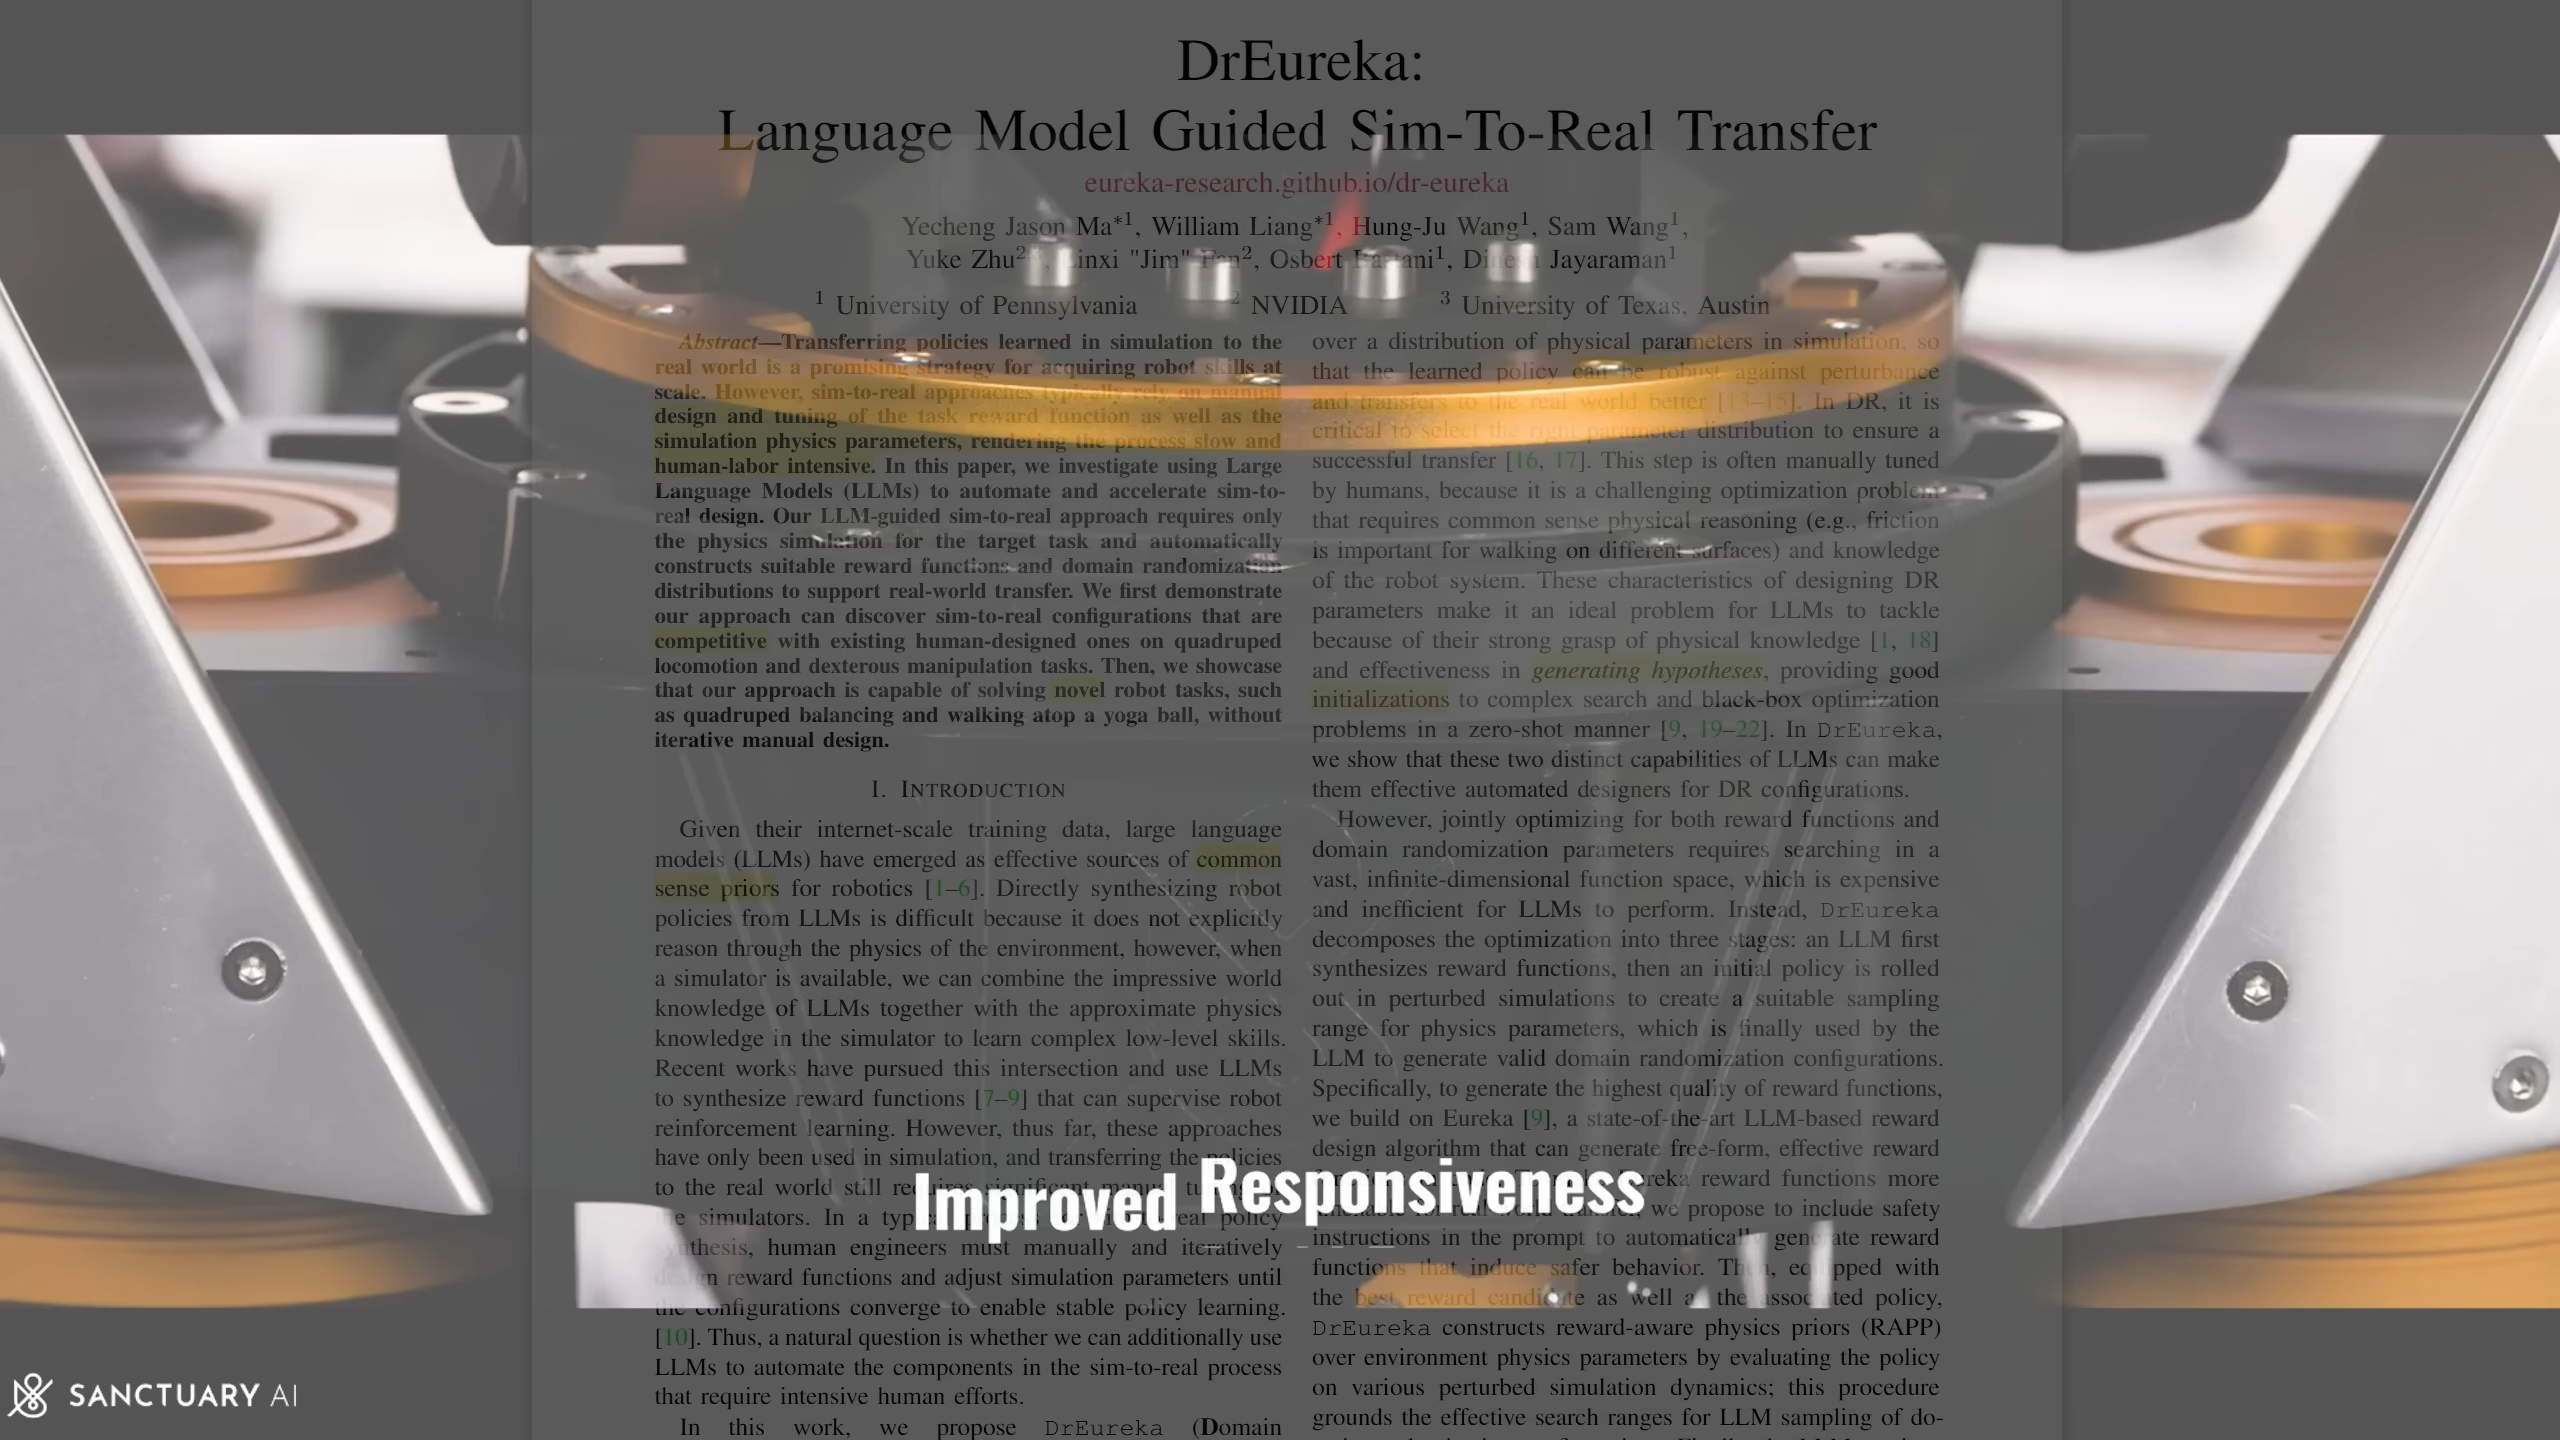 DrEureka:
Language Model Guided Sim-To-Real Transfer
eureka-research.github.io/dr-eureka
Yecheng Jason Ma*1, William Liang*1, Hung-Ju Wang1, Sam Wang1,
Yuke Zhu2, Linxi "Jim" Fan2, Osbert Bastani1, Dinesh Jayaraman1
1 University of Pennsylvania 2 NVIDIA 3 University of Texas, Austin
Abstract—Transferring policies learned in simulation to the
real world is a promising strategy for acquiring robot skills at
scale. However, sim-to-real approaches typically rely on manual
design and tuning of the task reward function as well as the
simulation physics parameters, rendering the process slow and
human-labor intensive. In this paper, we investigate using Large
Language Models (LLMs) to automate and accelerate sim-to-
real design. Our LLM-guided sim-to-real approach requires only
the physics simulation for the target task and automatically
constructs suitable reward functions and domain randomization
distributions to support real-world transfer. We first demonstrate
our approach can discover sim-to-real configurations that are
competitive with existing human-designed ones on quadruped
locomotion and dexterous manipulation tasks. Then, we showcase
that our approach is capable of solving novel robot tasks, such
as quadruped balancing and walking atop a yoga ball, without
iterative manual design.
I. INTRODUCTION
Given their internet-scale training data, large language
models (LLMs) have emerged as effective sources of common
sense priors for robotics [1–6]. Directly synthesizing robot
policies from LLMs is difficult because it does not explicitly
reason through the physics of the environment, however, when
a simulator is available, we can combine the impressive world
knowledge of LLMs together with the approximate physics
knowledge in the simulator to learn complex low-level skills.
Recent works have pursued this intersection and use LLMs
to synthesize reward functions [7–9] that can supervise robot
reinforcement learning. However, thus far, these approaches
have only been used in simulation, and transferring the policies
to the real world still requires significant manual
the simulators. In a real policy
synthesis, human engineers must manually and iteratively
design reward functions and adjust simulation parameters until
the configurations converge to enable stable policy learning.
[10]. Thus, a natural question is whether we can additionally use
LLMs to automate the components in the sim-to-real process
that require intensive human efforts.
In this work, we propose DrEureka (Domain
over a distribution of physical parameters in simulation, so
that the learned policy can be robust against perturbance
and transfers to the real world better [13–15]. In DR, it is
critical to select the right parameter distribution to ensure a
successful transfer [16, 17]. This step is often manually tuned
by humans, because it is a challenging optimization problem
that requires common sense physical reasoning (e.g., friction
is important for walking on different surfaces) and knowledge
of the robot system. These characteristics of designing DR
parameters make it an ideal problem for LLMs to tackle
because of their strong grasp of physical knowledge [1, 18]
and effectiveness in generating hypotheses, providing good
initializations to complex search and black-box optimization
problems in a zero-shot manner [9, 19–22]. In DrEureka,
we show that these two distinct capabilities of LLMs can make
them effective automated designers for DR configurations.
However, jointly optimizing for both reward functions and
domain randomization parameters requires searching in a
vast, infinite-dimensional function space, which is expensive
and inefficient for LLMs to perform. Instead, DrEureka
decomposes the optimization into three stages: an LLM first
synthesizes reward functions, then an initial policy is rolled
out in perturbed simulations to create a suitable sampling
range for physics parameters, which is finally used by the
LLM to generate valid domain randomization configurations.
Specifically, to generate the highest quality of reward functions,
we build on Eureka [9], a state-of-the-art LLM-based reward
design algorithm that can generate free-form, effective reward
reward functions more
we propose to include safety
instructions in the prompt to automatically generate reward
functions that induce safer behavior. Then, equipped with
the best reward candidate as well as the associated policy,
DrEureka constructs reward-aware physics priors (RAPP)
over environment physics parameters by evaluating the policy
on various perturbed simulation dynamics; this procedure
grounds the effective search ranges for LLM sampling of do-
Improved Responsiveness
SANCTUARY AI